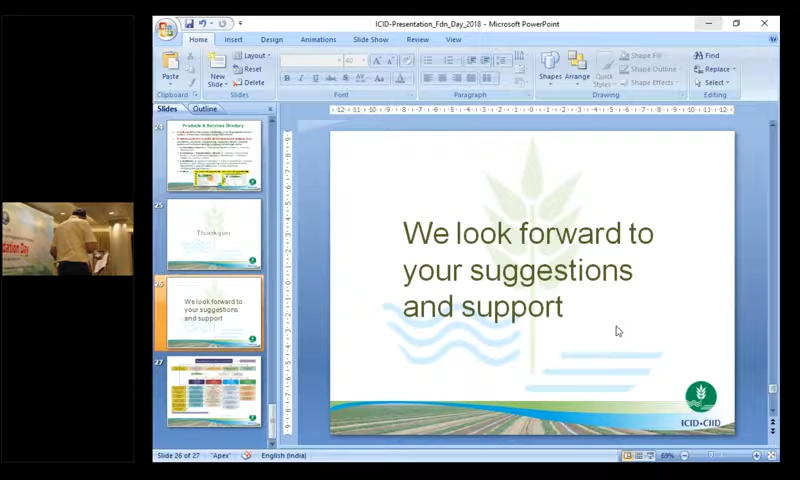 ICID-Presentation_Fdn_Day_2018 - Microsoft PowerPoint
Home Insert Design Animations Slide Show Review View
Paste
Clipboard
New
Slide
Layout
Reset
Delete
Slides
40
Font
Paragraph
Shapes
Arrange
Quick
Styles
Shape Fill
Shape Outline
Shape Effects
Drawing
Find
Replace
Select
Editing
Slides Outline
24
Products & Services Directory
25
Thank you
26
We look forward to
your suggestions
and support
27
We look forward to
your suggestions
and support
ICID•CIID
dation Day
Slide 26 of 27 "Apex" English (India) 69%